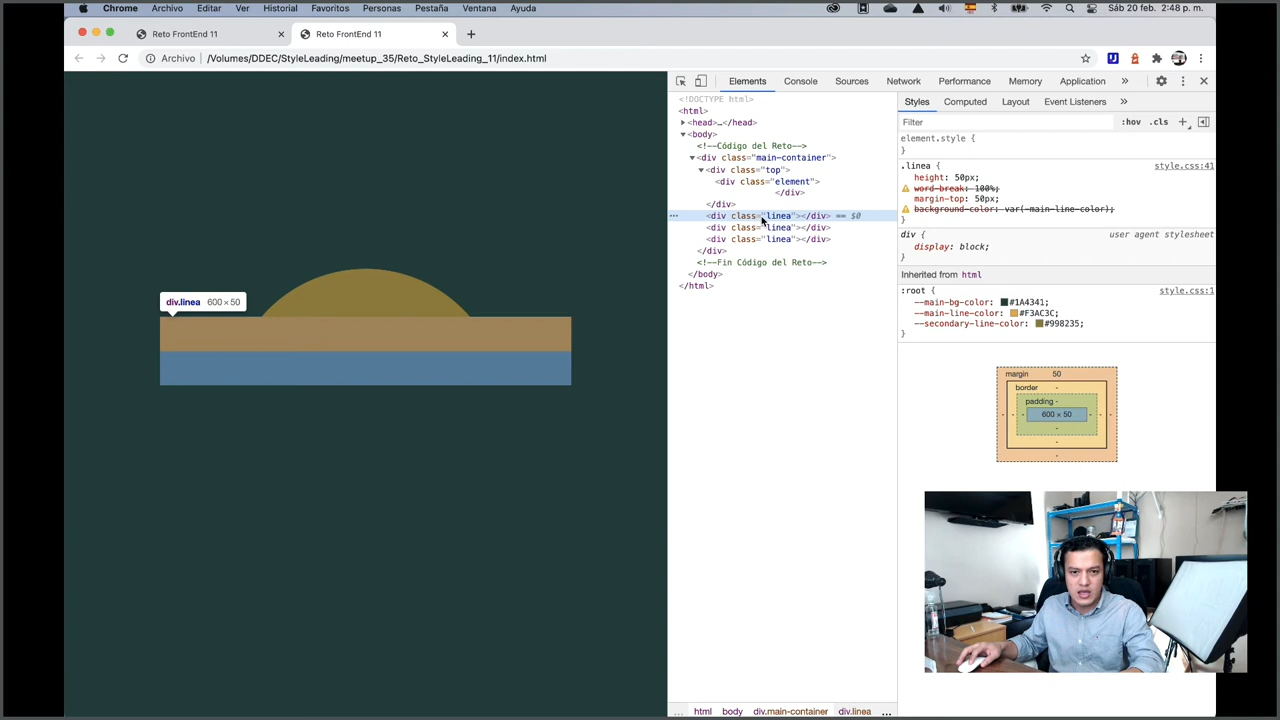 Chrome Archivo Editar Ver Historial Favoritos Personas Pestaña Ventana Ayuda Sáb 20 feb. 2:48 p. m.
Reto FrontEnd 11 Reto FrontEnd 11
Archivo /Volumes/DDEC/StyleLeading/meetup_35/Reto_StyleLeading_11/index.html
Elements Console Sources Network Performance Memory Application
<!DOCTYPE html>
<html>
<head>…</head>
<body>
<!--Código del Reto-->
<div class="main-container">
<div class="top">
<div class="element">
</div>
</div>
<div class="linea"></div> == $0
<div class="linea"></div>
<div class="linea"></div>
</div>
<!--Fin Código del Reto-->
</body>
</html>
html body div.main-container div.linea …
Styles Computed Layout Event Listeners
Filter :hov .cls
element.style {
}
.linea { style.css:41
height: 50px;
word-break: 100%;
margin-top: 50px;
background-color: var(-main-line-color);
}
div { user agent stylesheet
display: block;
}
Inherited from html
:root { style.css:1
--main-bg-color: #1A4341;
--main-line-color: #F3AC3C;
--secondary-line-color: #998235;
}
margin 50
border -
padding -
- - - 600 × 50 - - -
-
-
-
div.linea 600 × 50